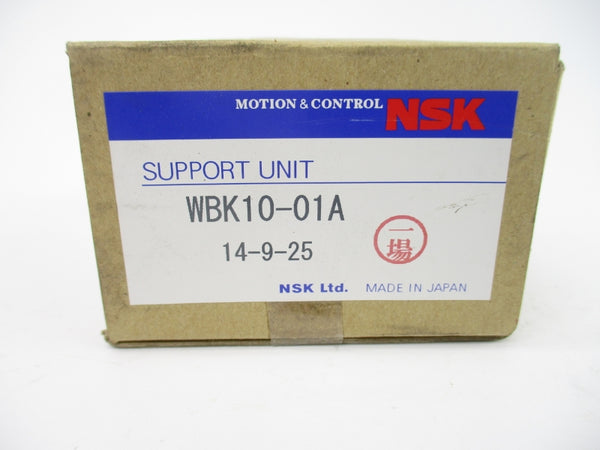 MOTION & CONTROL NSK
SUPPORT UNIT
WBK10-01A
14-9-25
一場
NSK Ltd. MADE IN JAPAN